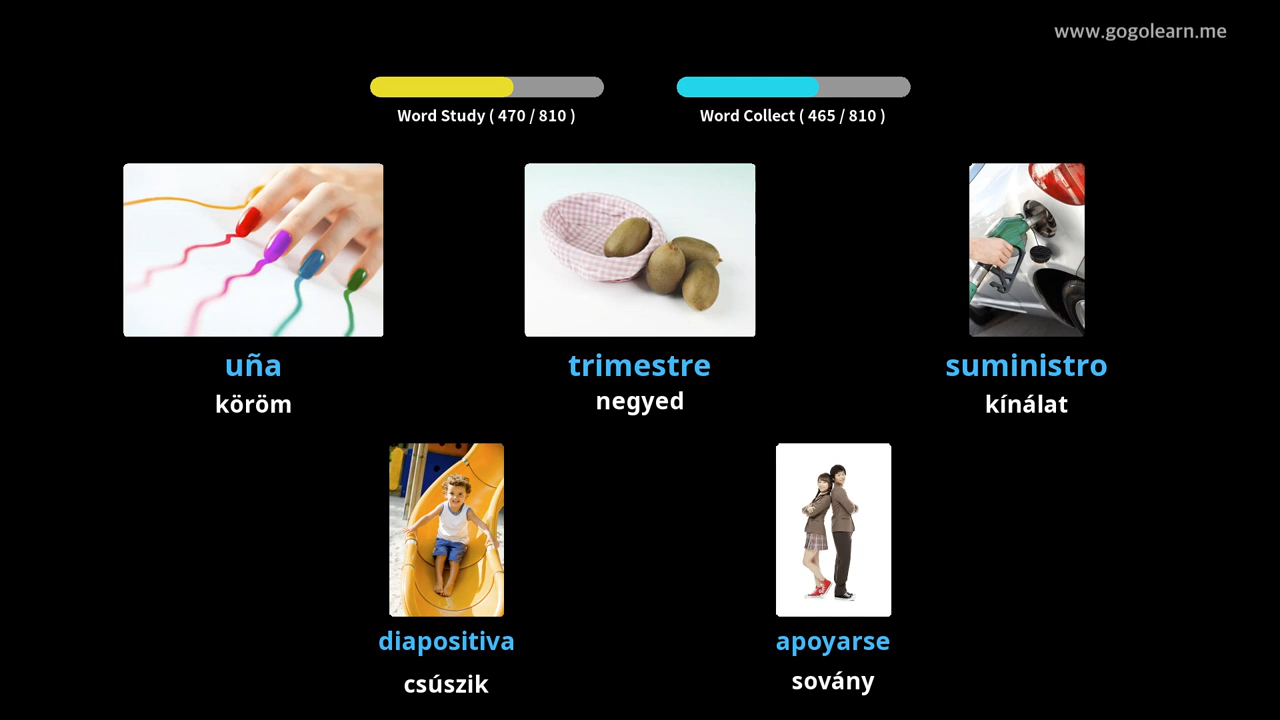 www.gogolearn.me
Word Study ( 470 / 810 )
Word Collect ( 465 / 810 )
uña
köröm
trimestre
negyed
suministro
kínálat
diapositiva
csúszik
apoyarse
sovány